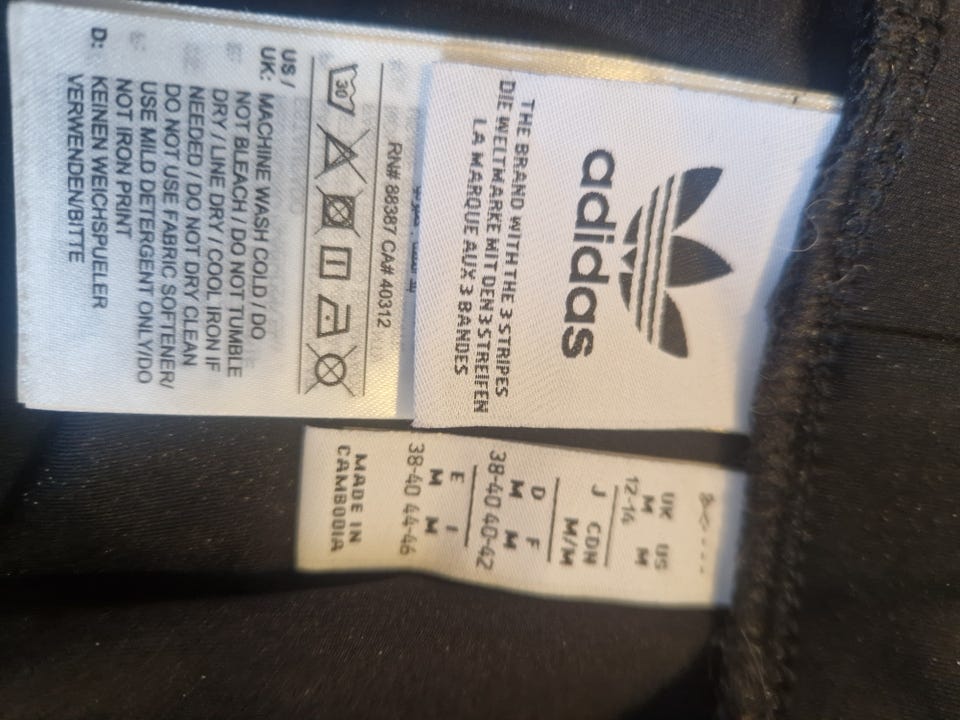 adidas
THE BRAND WITH THE 3 STRIPES
DIE WELTMARKE MIT DEN 3 STREIFEN
LA MARQUE AUX 3 BANDES
RN# 88387 CA# 40312
30
US /
UK: MACHINE WASH COLD / DO
NOT BLEACH / DO NOT TUMBLE
DRY / LINE DRY / COOL IRON IF
NEEDED / DO NOT DRY CLEAN
DO NOT USE FABRIC SOFTENER/
USE MILD DETERGENT ONLY/DO
NOT IRON PRINT
D: KEINEN WEICHSPUELER
VERWENDEN/BITTE
UK US
M M
12-14
J CDN
M/M
D F
M M
38-40 40-42
E I
M M
38-40 44-46
MADE IN
CAMBODIA